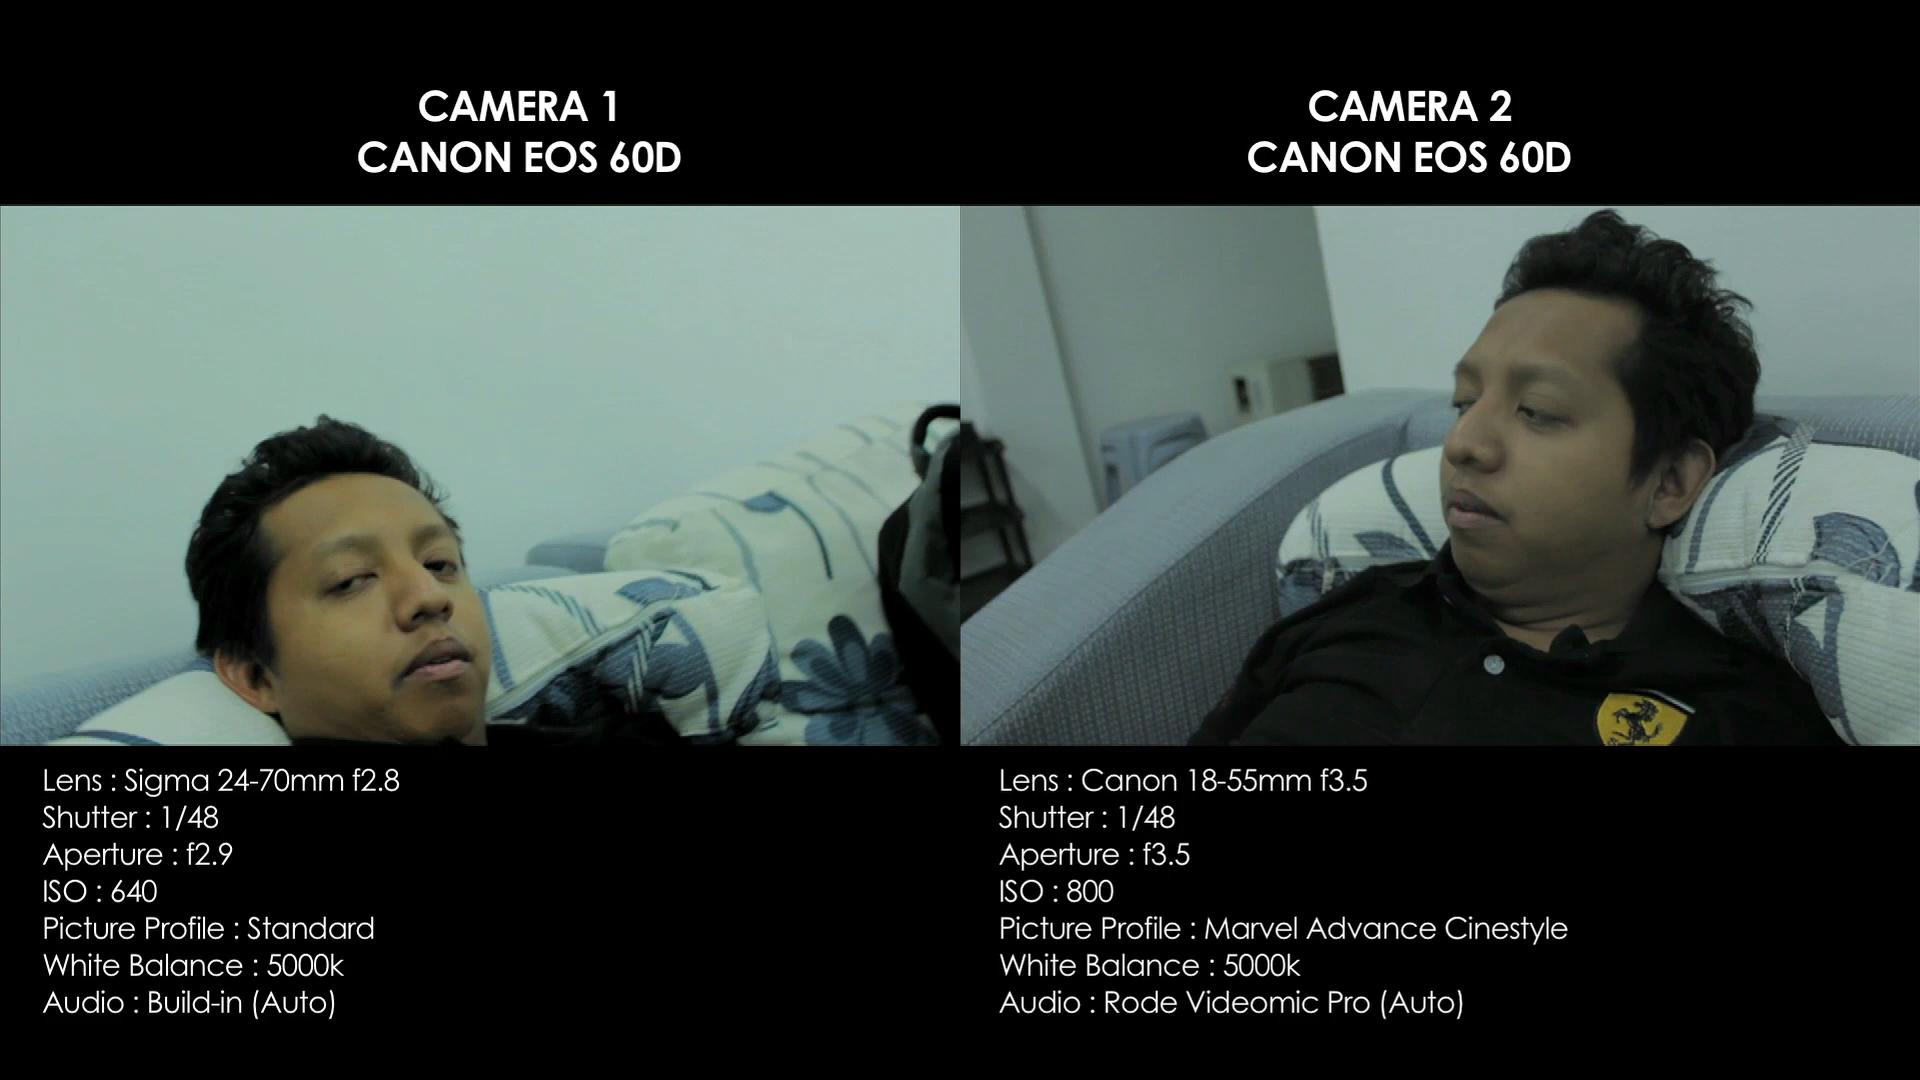 CAMERA 1
CANON EOS 60D
CAMERA 2
CANON EOS 60D
Lens : Sigma 24-70mm f2.8
Shutter : 1/48
Aperture : f2.9
ISO : 640
Picture Profile : Standard
White Balance : 5000k
Audio : Build-in (Auto)
Lens : Canon 18-55mm f3.5
Shutter : 1/48
Aperture : f3.5
ISO : 800
Picture Profile : Marvel Advance Cinestyle
White Balance : 5000k
Audio : Rode Videomic Pro (Auto)